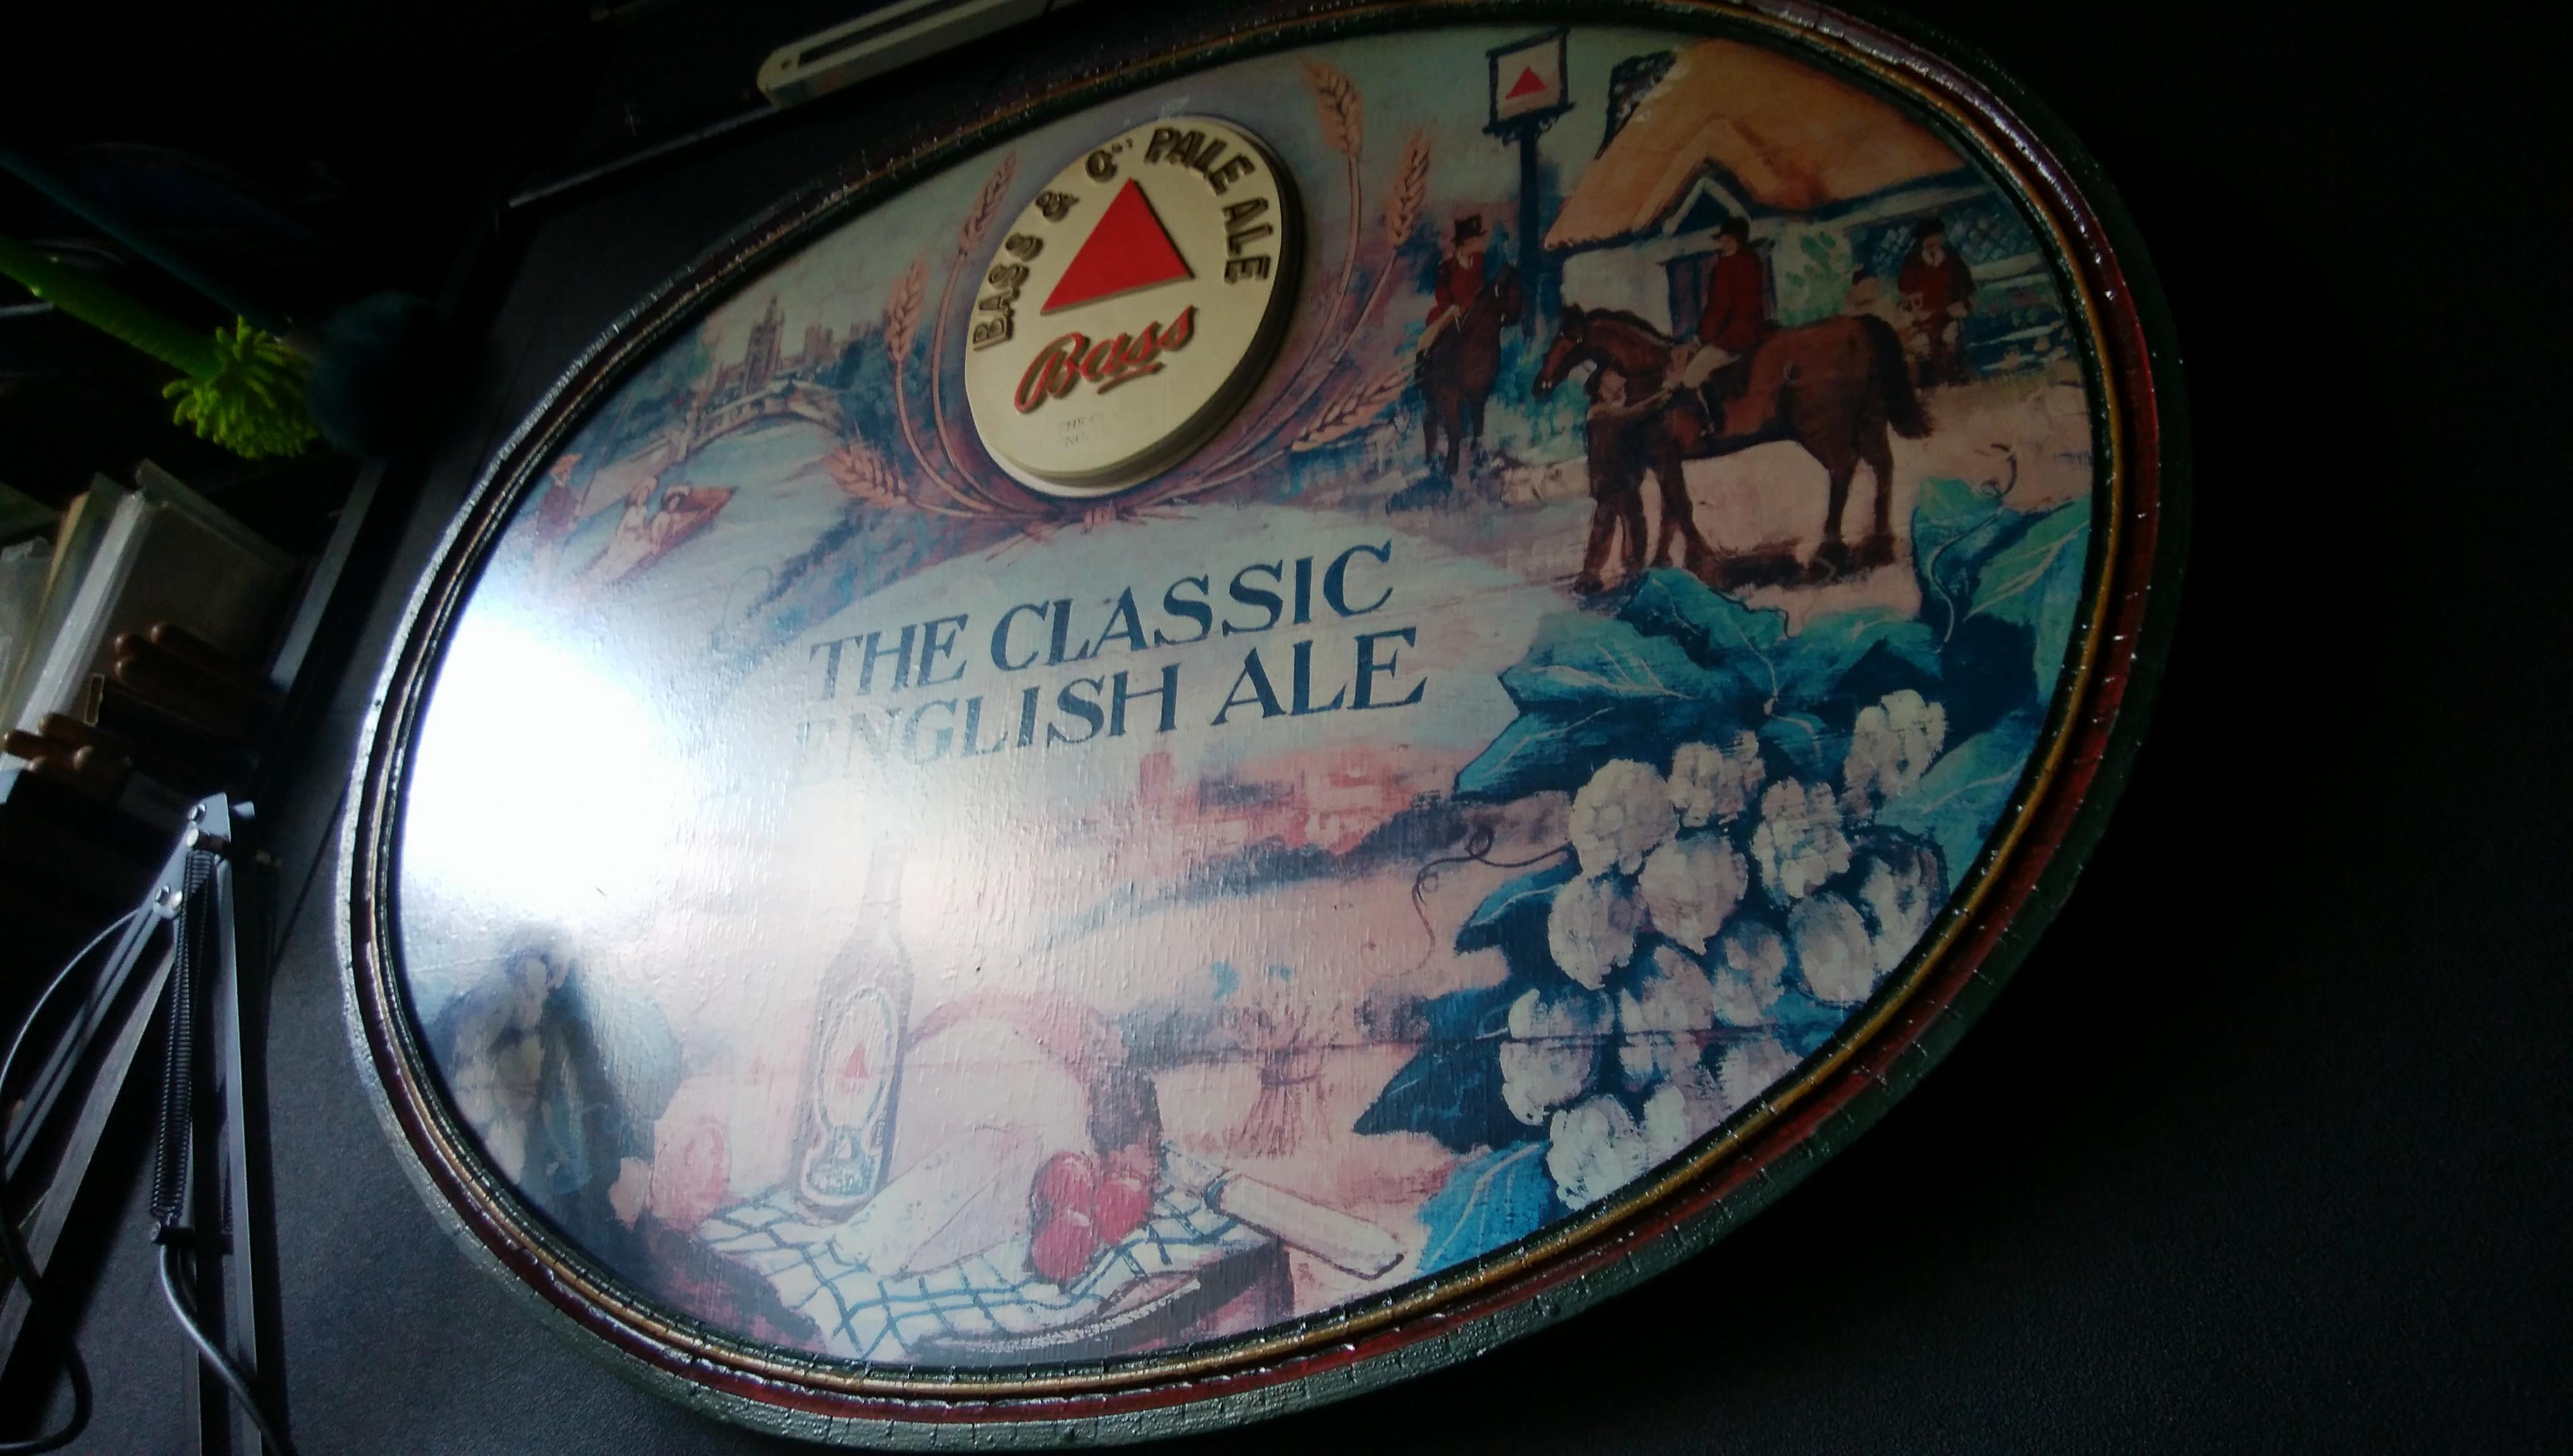 BASS & Co's PALE ALE
Bass
THE CLASSIC
ENGLISH ALE